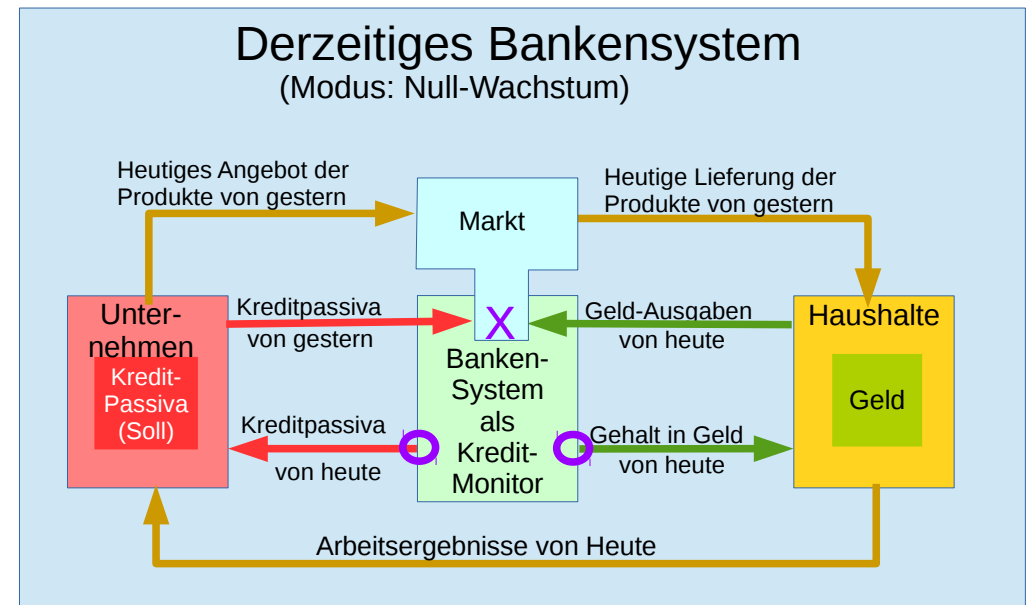 Derzeitiges Bankensystem
(Modus: Null-Wachstum)
Heutiges Angebot der
Produkte von gestern
Markt
Heutige Lieferung der
Produkte von gestern
Unter-
nehmen
Kredit-
Passiva
(Soll)
Kreditpassiva
von gestern
X
Geld-Ausgaben
von heute
Haushalte
Geld
Banken-
System
als
Kredit-
Monitor
Kreditpassiva
von heute
Gehalt in Geld
von heute
Arbeitsergebnisse von Heute